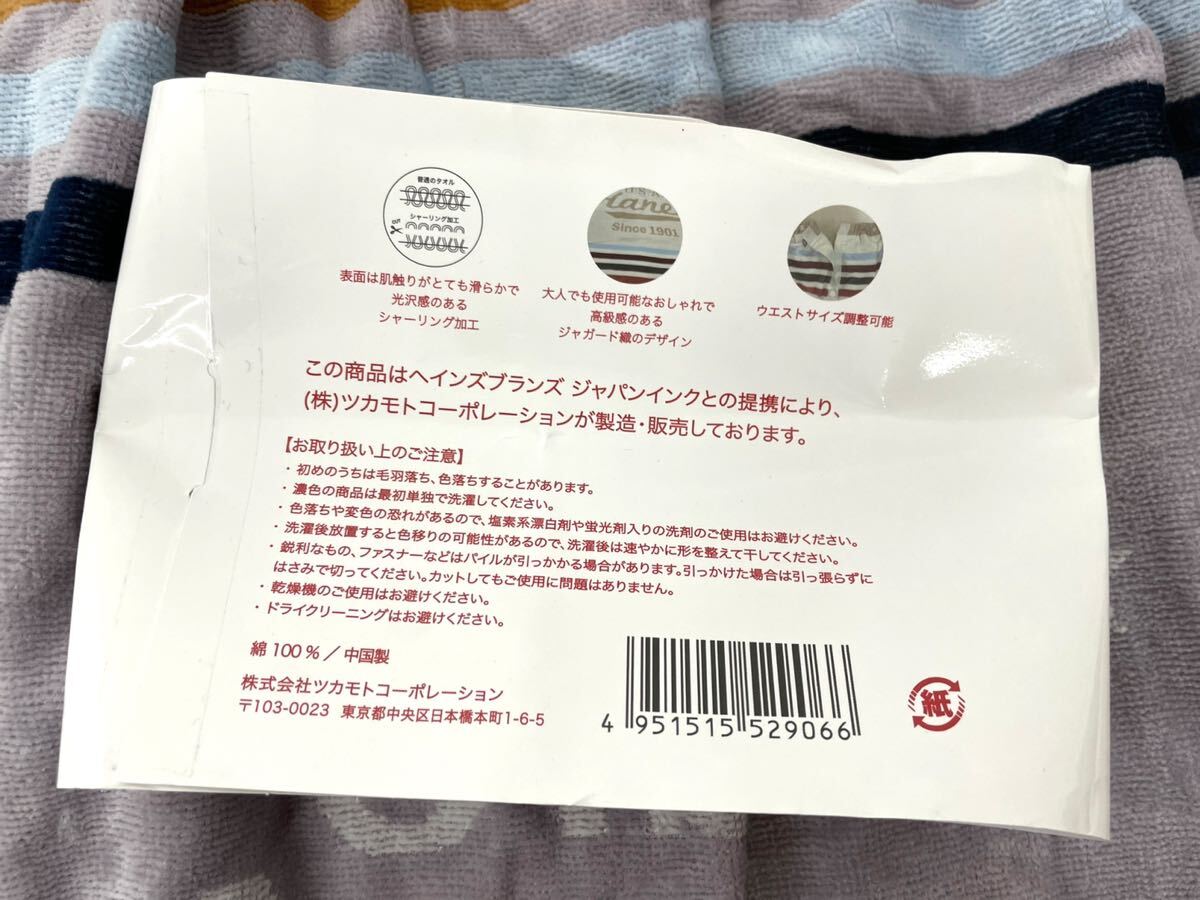 普通のタオル
シャーリング加工
CUT
Hanes
Since 1901
表面は肌触りがとても滑らかで
光沢感のある
シャーリング加工
大人でも使用可能なおしゃれで
高級感のある
ジャガード織のデザイン
ウエストサイズ調整可能
この商品はヘインズブランズ ジャパンインクとの提携により、
(株)ツカモトコーポレーションが製造・販売しております。
【お取り扱い上のご注意】
・初めのうちは毛羽落ち、色落ちすることがあります。
・濃色の商品は最初単独で洗濯してください。
・色落ちや変色の恐れがあるので、塩素系漂白剤や蛍光剤入りの洗剤のご使用はお避けください。
・洗濯後放置すると色移りの可能性があるので、洗濯後は速やかに形を整えて干してください。
・鋭利なもの、ファスナーなどはパイルが引っかかる場合があります。引っかけた場合は引っ張らずに
はさみで切ってください。カットしてもご使用に問題はありません。
・乾燥機のご使用はお避けください。
・ドライクリーニングはお避けください。
綿 100 % / 中国製
株式会社ツカモトコーポレーション
〒103-0023 東京都中央区日本橋本町1-6-5
4 951515 529066
紙